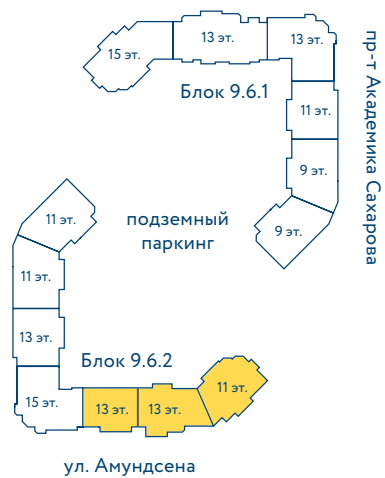 13 эт.
13 эт.
15 эт.
Блок 9.6.1
11 эт.
пр-т Академика Сахарова
9 эт.
11 эт.
подземный
паркинг
9 эт.
11 эт.
13 эт.
Блок 9.6.2
11 эт.
15 эт.
13 эт.
13 эт.
ул. Амундсена